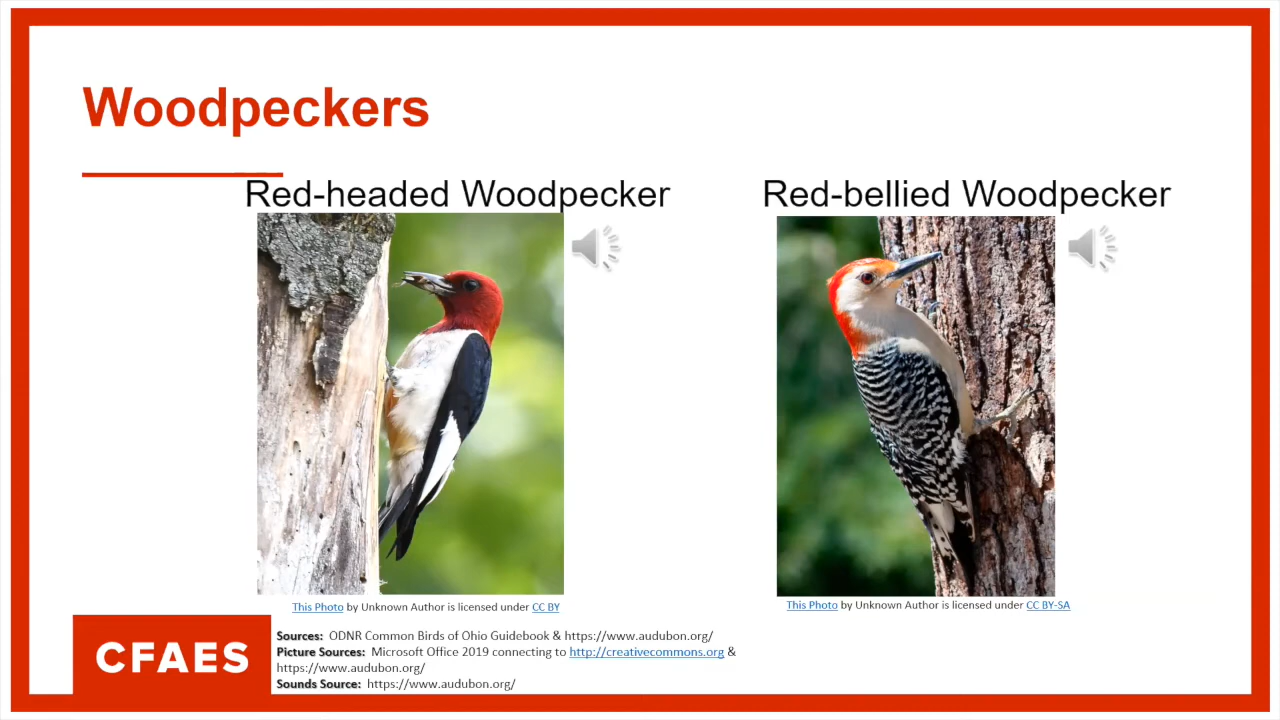 Woodpeckers
Red-headed Woodpecker
Red-bellied Woodpecker
This Photo by Unknown Author is licensed under CC BY
This Photo by Unknown Author is licensed under CC BY-SA
CFAES
Sources: ODNR Common Birds of Ohio Guidebook & https://www.audubon.org/
Picture Sources: Microsoft Office 2019 connecting to http://creativecommons.org &
https://www.audubon.org/
Sounds Source: https://www.audubon.org/